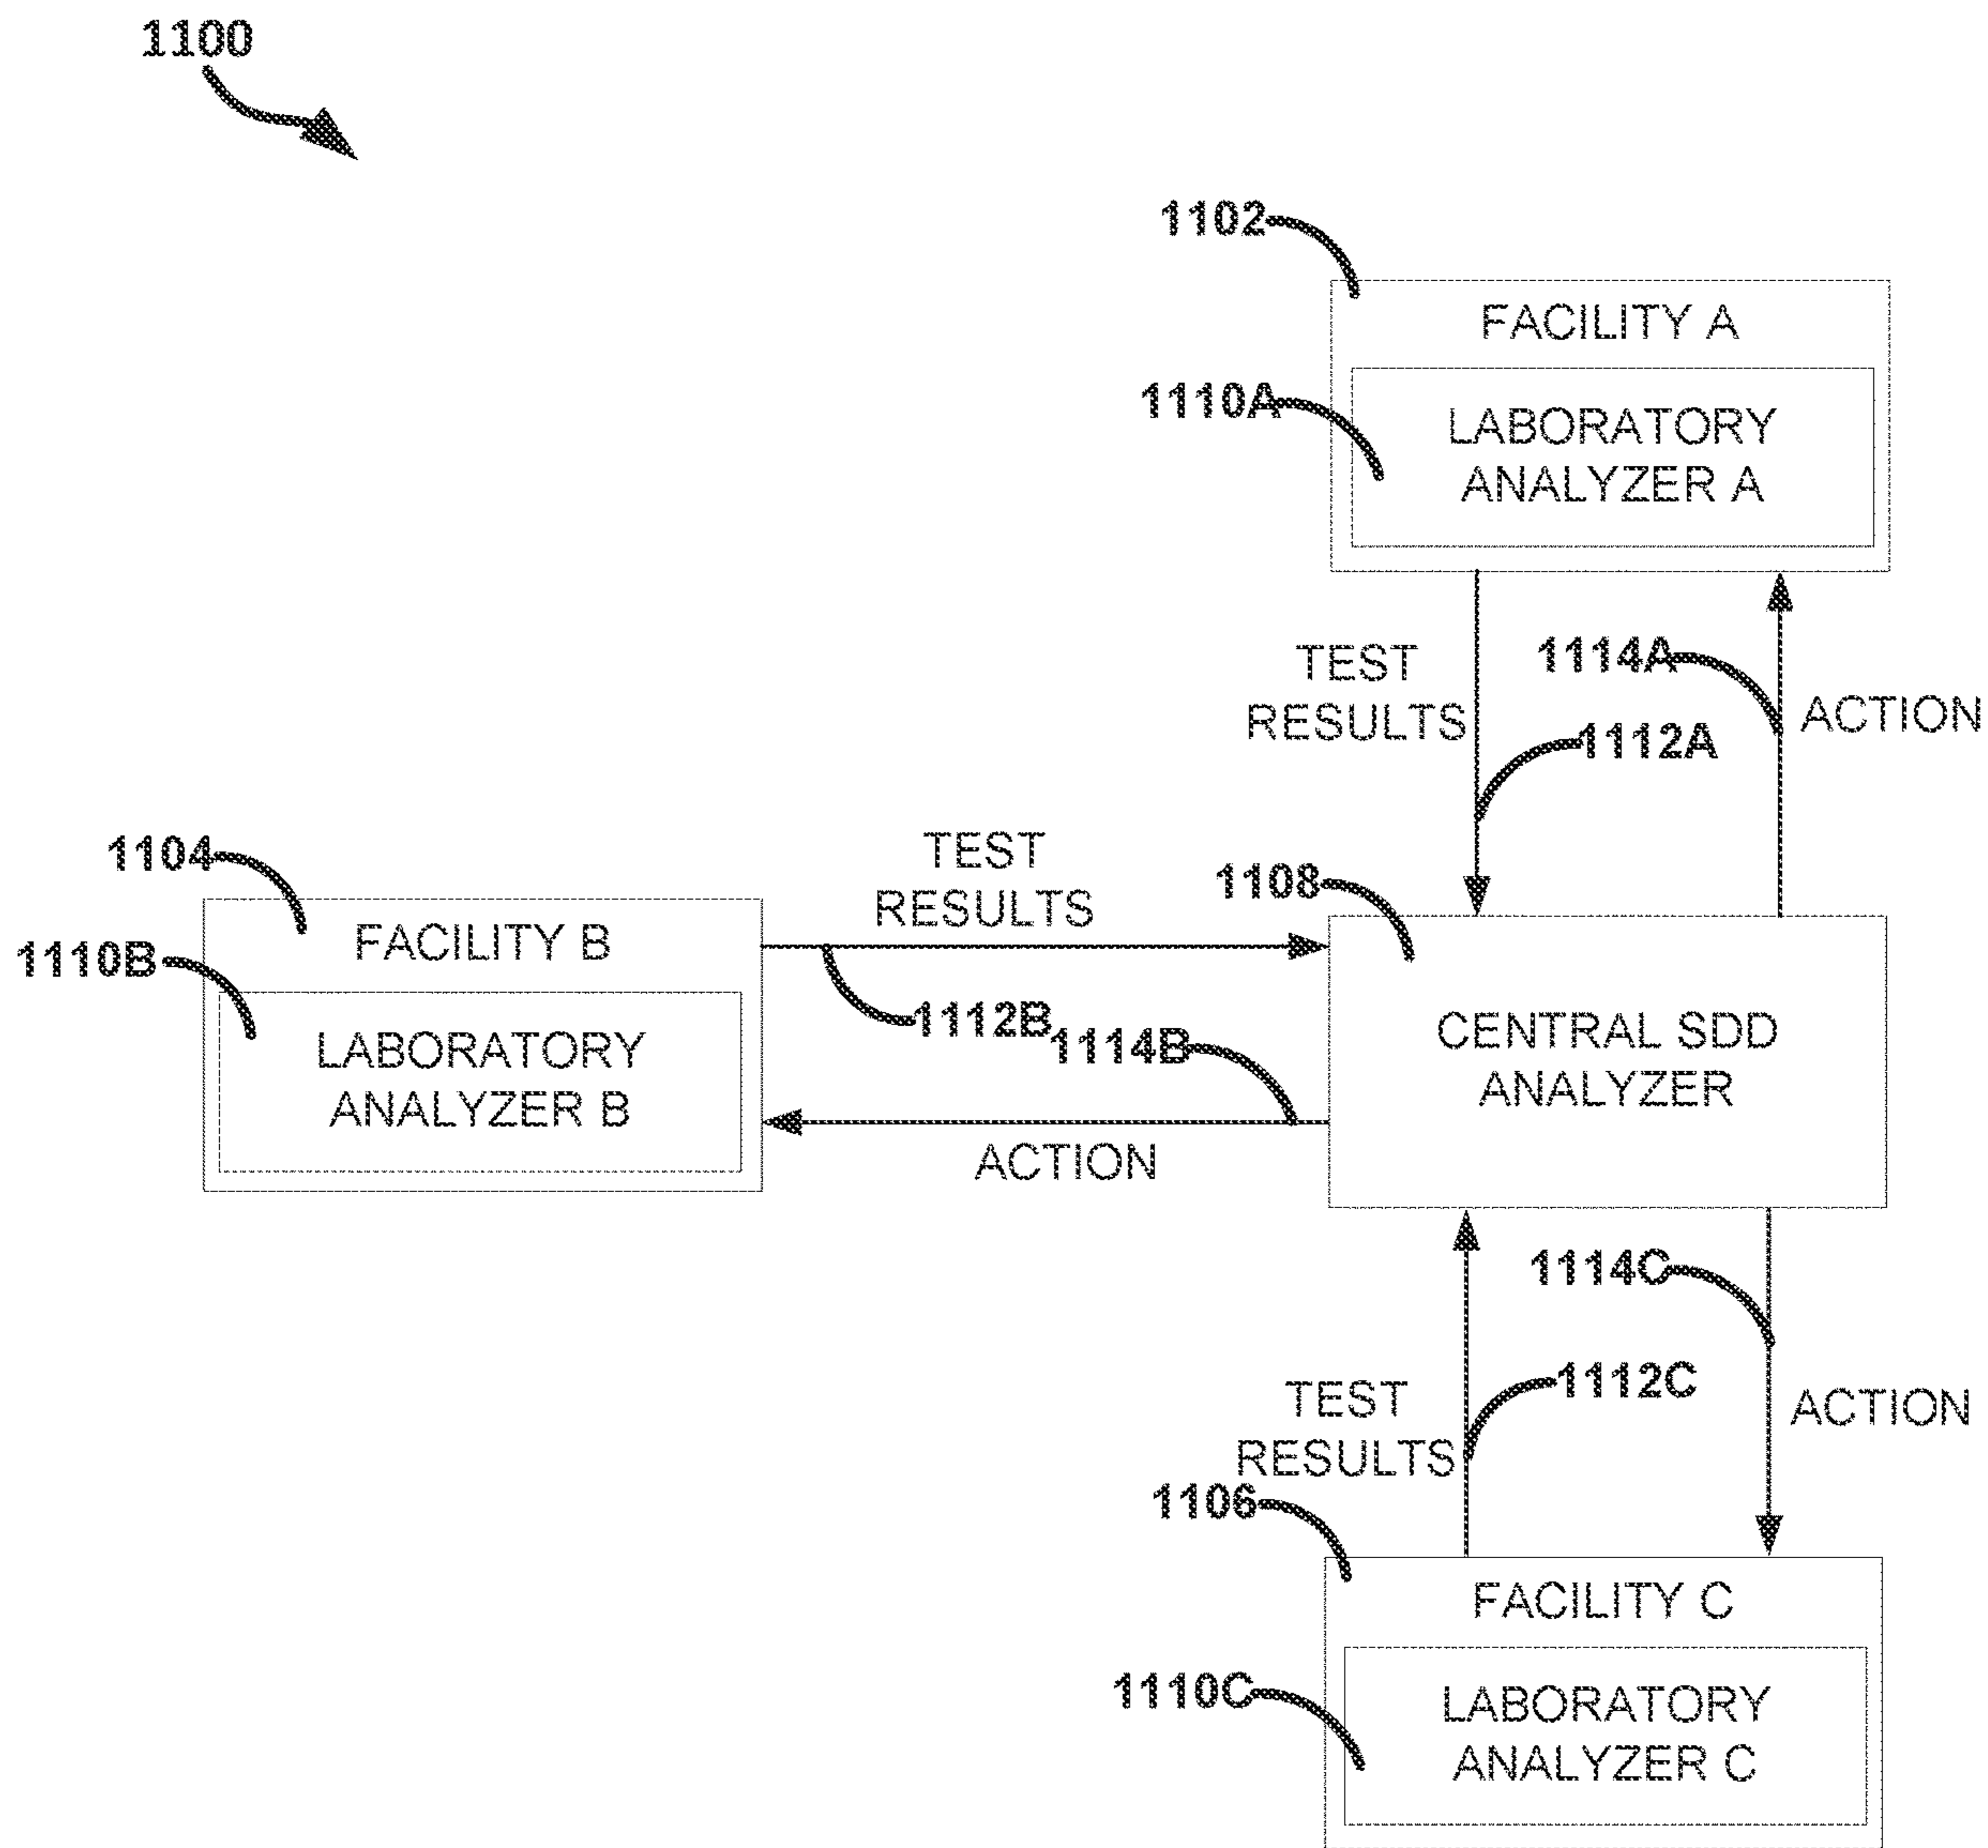 1100
1102
FACILITY A
1110A
LABORATORY
ANALYZER A
TEST
RESULTS
1114A
ACTION
1112A
1104
FACILITY B
1110B
LABORATORY
ANALYZER B
TEST
RESULTS
1112B
1114B
ACTION
1108
CENTRAL SDD
ANALYZER
1114C
ACTION
1112C
TEST
RESULTS
1106
FACILITY C
1110C
LABORATORY
ANALYZER C